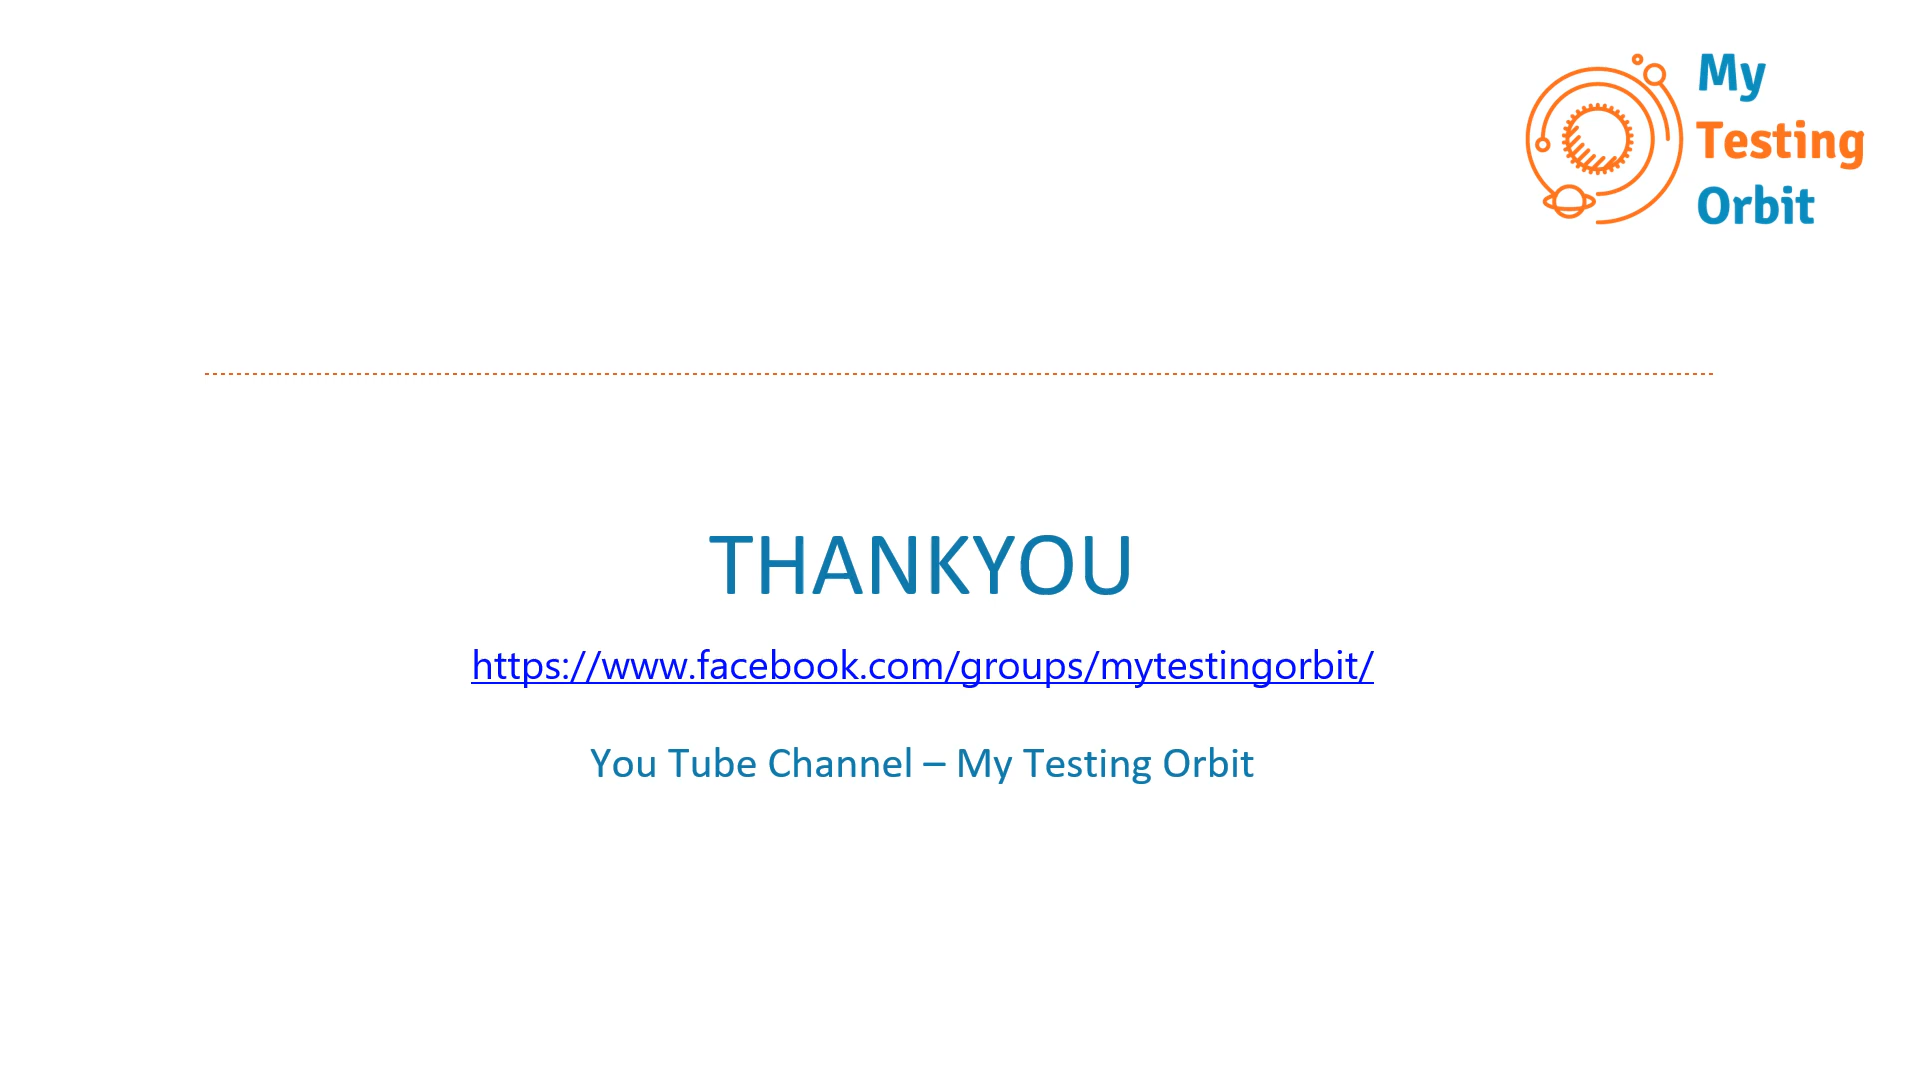 My
Testing
Orbit
THANKYOU
https://www.facebook.com/groups/mytestingorbit/
You Tube Channel – My Testing Orbit